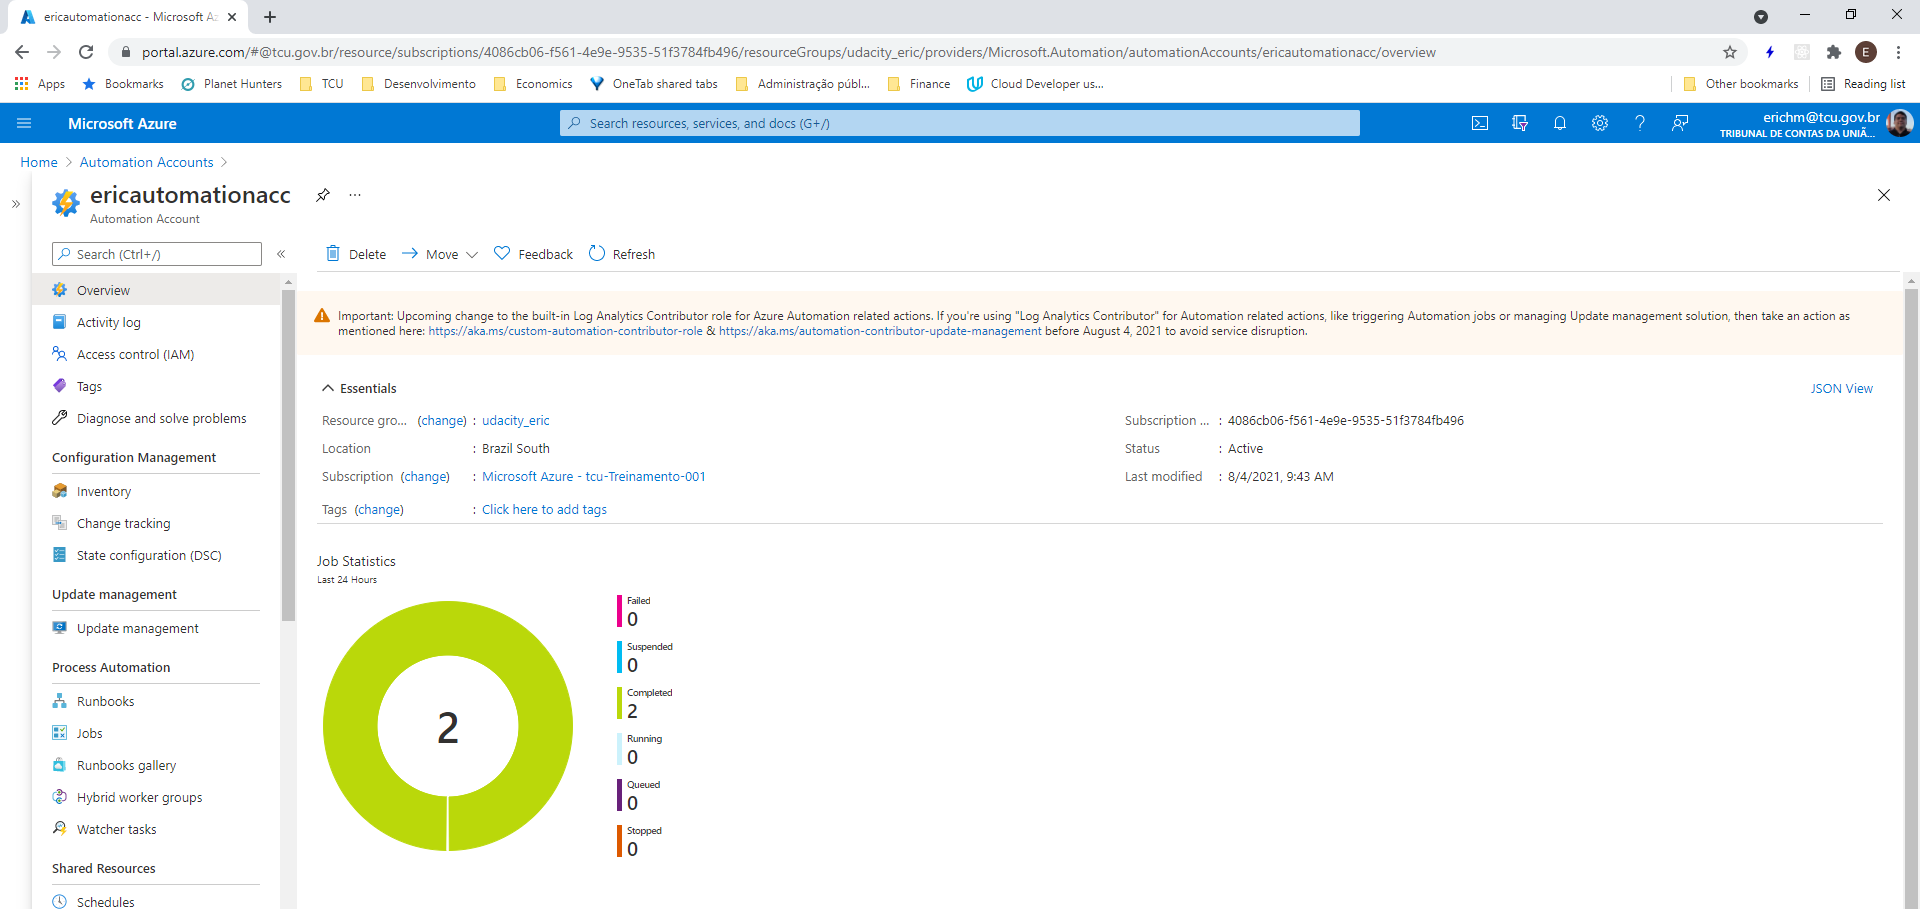 ericautomationacc - Microsoft Az
portal.azure.com/#@tcu.gov.br/resource/subscriptions/4086cb06-f561-4e9e-9535-51f3784fb496/resourceGroups/udacity_eric/providers/Microsoft.Automation/automationAccounts/ericautomationacc/overview
E
Apps Bookmarks Planet Hunters TCU Desenvolvimento Economics OneTab shared tabs Administração públ... Finance Cloud Developer us... Other bookmarks Reading list
Microsoft Azure
Search resources, services, and docs (G+/)
erichm@tcu.gov.br
TRIBUNAL DE CONTAS DA UNIÃ...
Home > Automation Accounts >
ericautomationacc ...
Automation Account
Search (Ctrl+/)
Delete Move Feedback Refresh
Overview
Activity log
Access control (IAM)
Tags
Diagnose and solve problems
Configuration Management
Inventory
Change tracking
State configuration (DSC)
Update management
Update management
Process Automation
Runbooks
Jobs
Runbooks gallery
Hybrid worker groups
Watcher tasks
Shared Resources
Schedules
Important: Upcoming change to the built-in Log Analytics Contributor role for Azure Automation related actions. If you're using "Log Analytics Contributor" for Automation related actions, like triggering Automation jobs or managing Update management solution, then take an action as
mentioned here: https://aka.ms/custom-automation-contributor-role & https://aka.ms/automation-contributor-update-management before August 4, 2021 to avoid service disruption.
Essentials
JSON View
Resource gro... (change) : udacity_eric
Location : Brazil South
Subscription (change) : Microsoft Azure - tcu-Treinamento-001
Tags (change) : Click here to add tags
Subscription ... : 4086cb06-f561-4e9e-9535-51f3784fb496
Status : Active
Last modified : 8/4/2021, 9:43 AM
Job Statistics
Last 24 Hours
2
Failed
0
Suspended
0
Completed
2
Running
0
Queued
0
Stopped
0